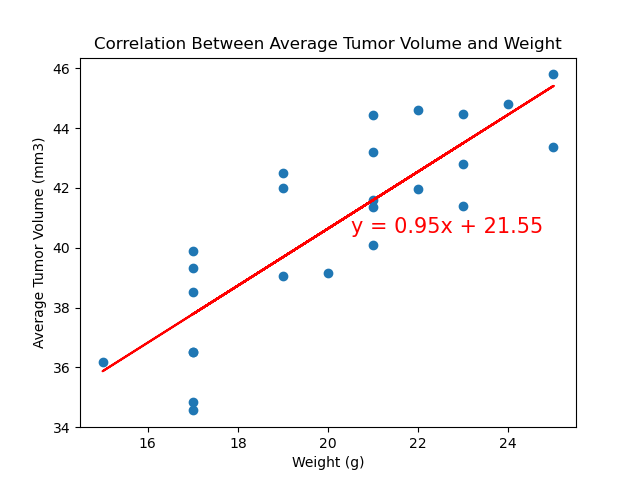 Correlation Between Average Tumor Volume and Weight
46
44
42
40
38
36
34
Average Tumor Volume (mm3)
y = 0.95x + 21.55
16 18 20 22 24
Weight (g)